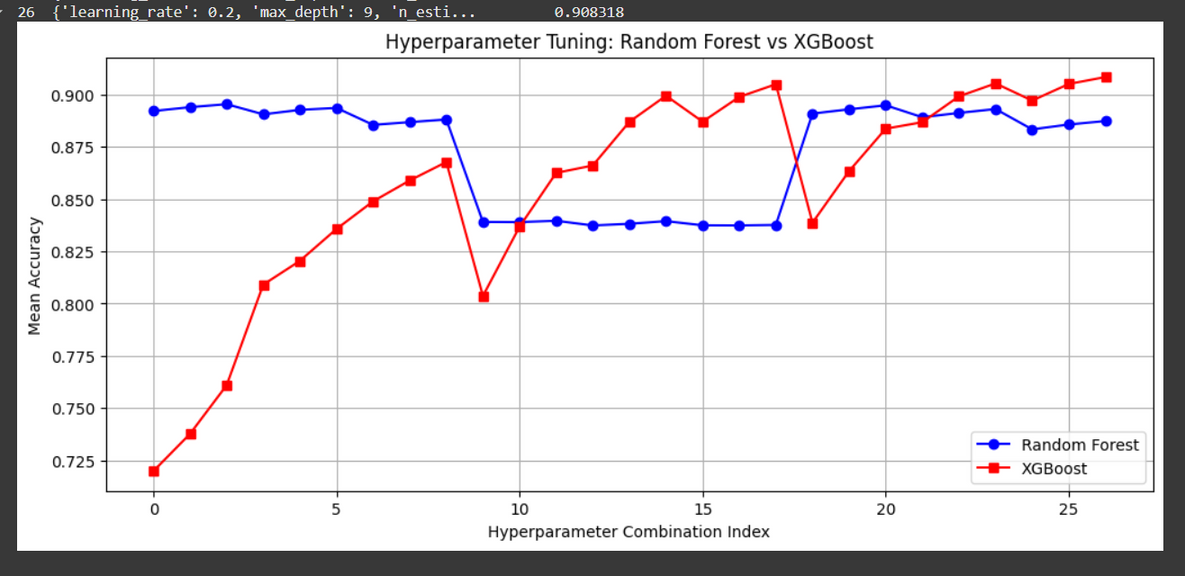 26 {'learning_rate': 0.2, 'max_depth': 9, 'n_esti... 0.908318
Hyperparameter Tuning: Random Forest vs XGBoost
Mean Accuracy
0.900
0.875
0.850
0.825
0.800
0.775
0.750
0.725
Random Forest
XGBoost
0 5 10 15 20 25
Hyperparameter Combination Index